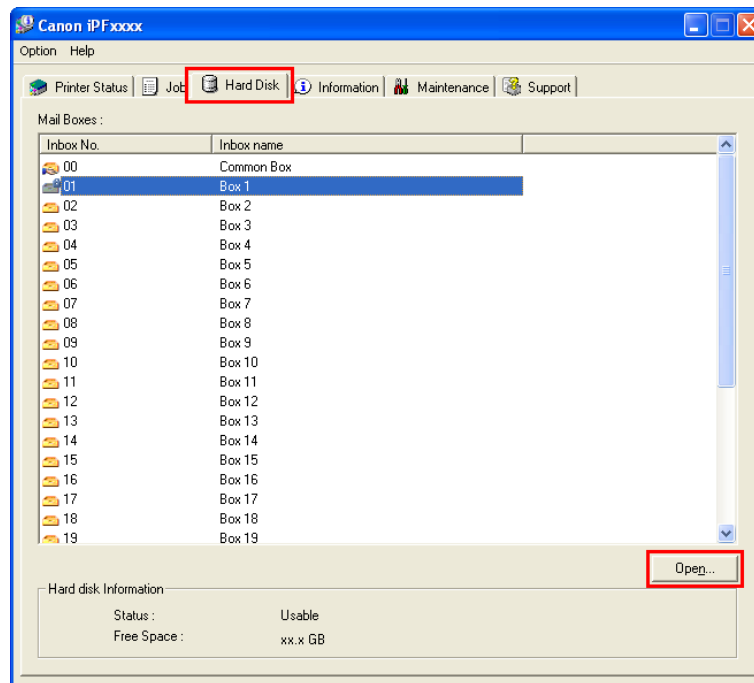 Canon iPFxxxx
Option Help
Printer Status Job Hard Disk Information Maintenance Support
Mail Boxes :
Inbox No. Inbox name
00 Common Box
01 Box 1
02 Box 2
03 Box 3
04 Box 4
05 Box 5
06 Box 6
07 Box 7
08 Box 8
09 Box 9
10 Box 10
11 Box 11
12 Box 12
13 Box 13
14 Box 14
15 Box 15
16 Box 16
17 Box 17
18 Box 18
19 Box 19
Open...
Hard disk Information
Status : Usable
Free Space : xx.x GB